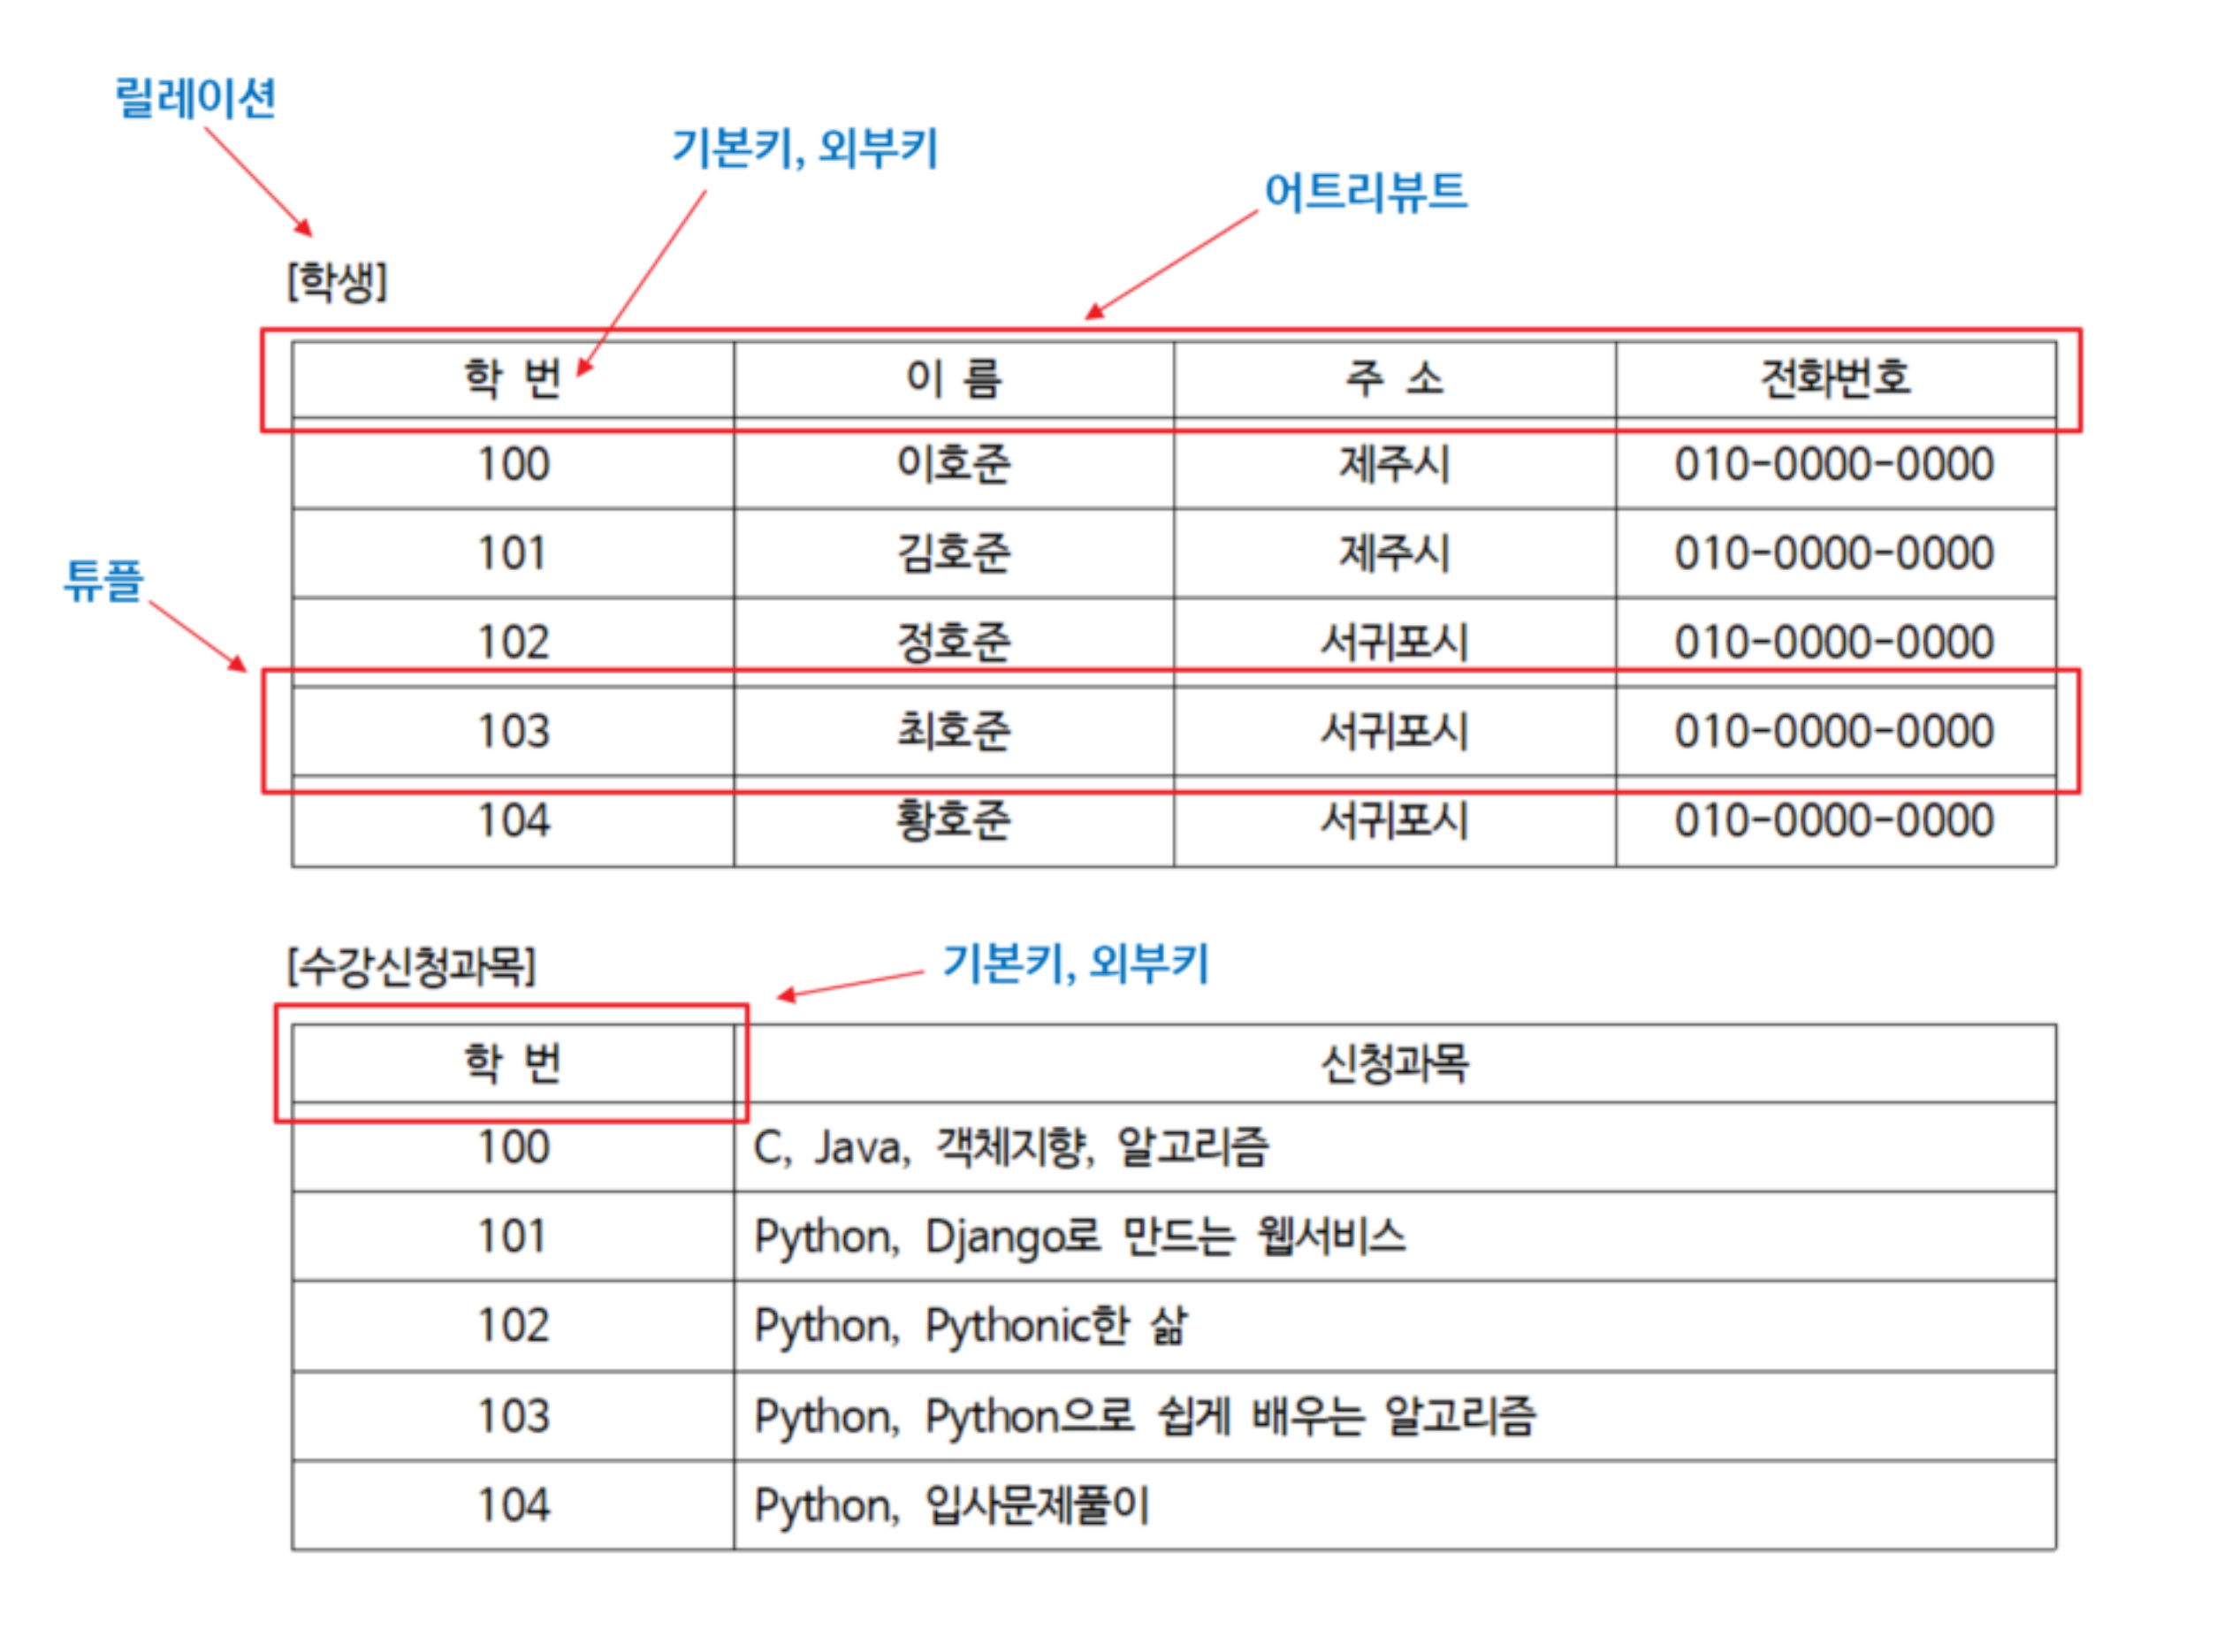 릴레이션
기본키, 외부키
어트리뷰트
[학생]
학 번 이 름 주 소 전화번호
100 이호준 제주시 010-0000-0000
101 김호준 제주시 010-0000-0000
튜플
102 정호준 서귀포시 010-0000-0000
103 최호준 서귀포시 010-0000-0000
104 황호준 서귀포시 010-0000-0000
[수강신청과목] 기본키, 외부키
학 번 신청과목
100 C, Java, 객체지향, 알고리즘
101 Python, Django로 만드는 웹서비스
102 Python, Pythonic한 삶
103 Python, Python으로 쉽게 배우는 알고리즘
104 Python, 입사문제풀이